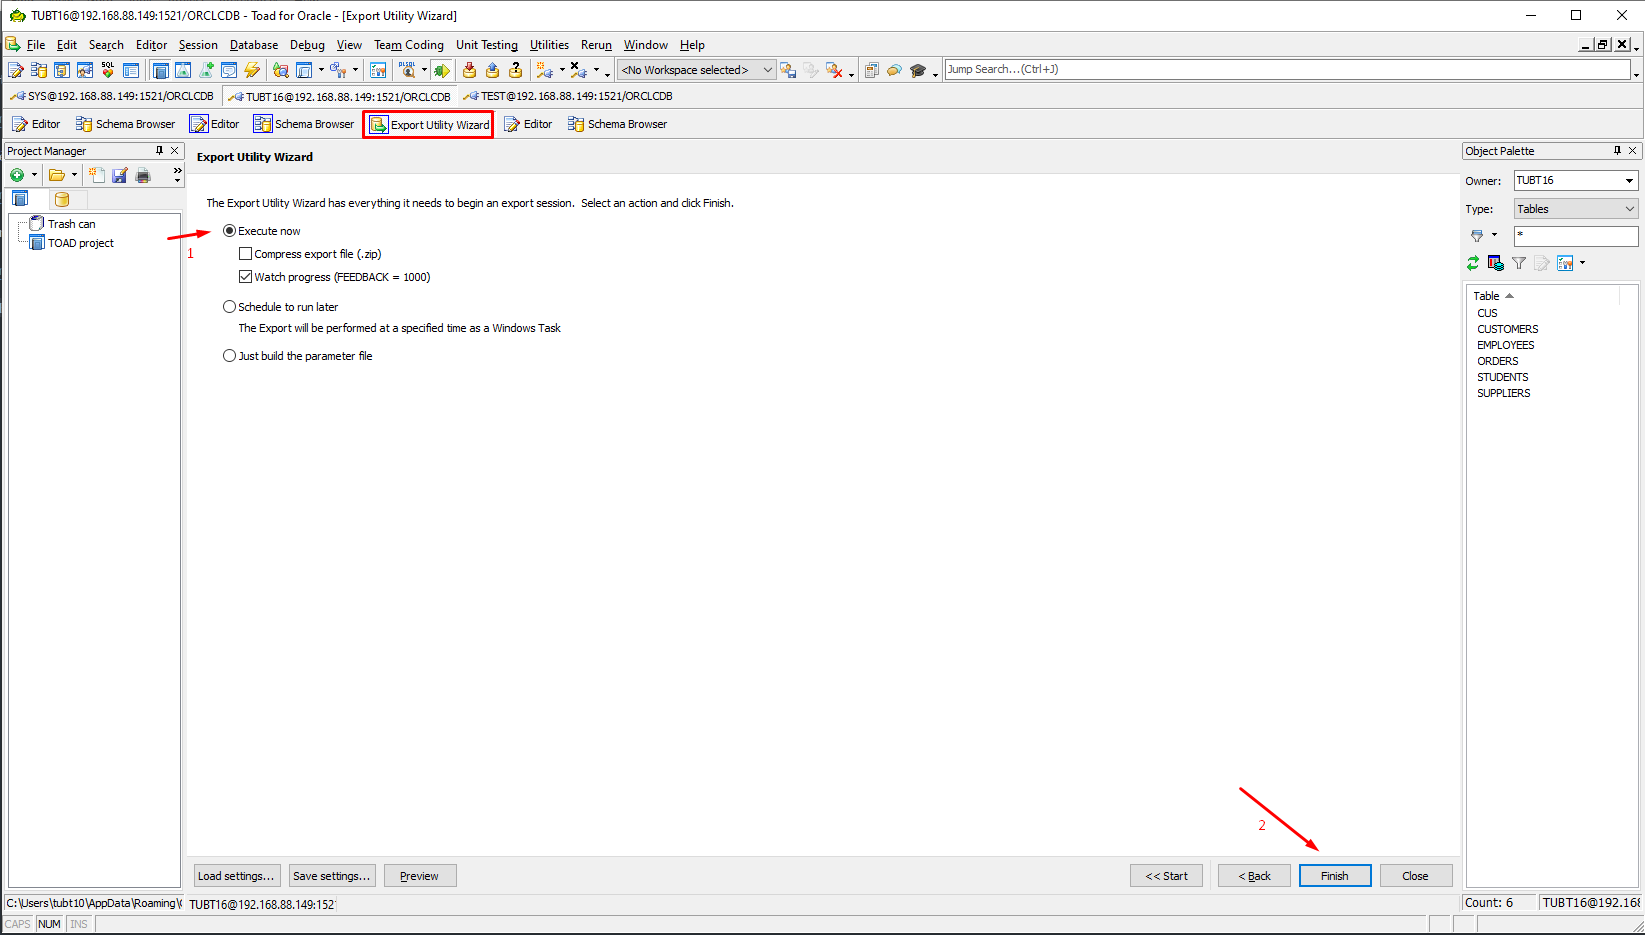 TUBT16@192.168.88.149:1521/ORCLCDB - Toad for Oracle - [Export Utility Wizard]
File Edit Search Editor Session Database Debug View Team Coding Unit Testing Utilities Rerun Window Help
SQL
<No Workspace selected>
Jump Search...(Ctrl+J)
SYS@192.168.88.149:1521/ORCLCDB TUBT16@192.168.88.149:1521/ORCLCDB TEST@192.168.88.149:1521/ORCLCDB
Editor Schema Browser Editor Schema Browser Export Utility Wizard Editor Schema Browser
Project Manager
Trash can
TOAD project
Export Utility Wizard
The Export Utility Wizard has everything it needs to begin an export session. Select an action and click Finish.
1
Execute now
Compress export file (.zip)
Watch progress (FEEDBACK = 1000)
Schedule to run later
The Export will be performed at a specified time as a Windows Task
Just build the parameter file
2
Load settings... Save settings... Preview << Start < Back Finish Close
Object Palette
Owner: TUBT16
Type: Tables
*
Table
CUS
CUSTOMERS
EMPLOYEES
ORDERS
STUDENTS
SUPPLIERS
C:\Users\tubt10\AppData\Roaming\ TUBT16@192.168.88.149:152 Count: 6 TUBT16@192.16
CAPS NUM INS